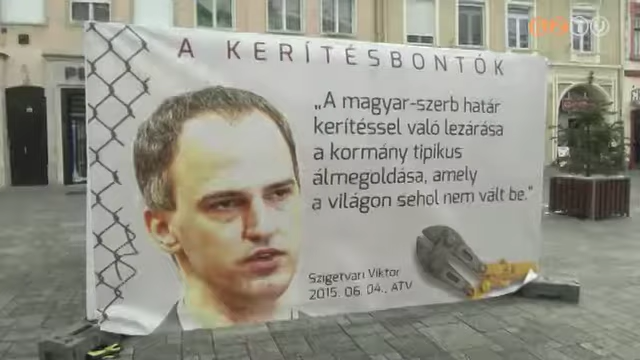 A KERÍTÉSBONTÓK
„A magyar-szerb határ
kerítéssel való lezárása
a kormány tipikus
álmegoldása, amely
a világon sehol nem vált be."
Szigetvári Viktor
2015. 06. 04., ATV